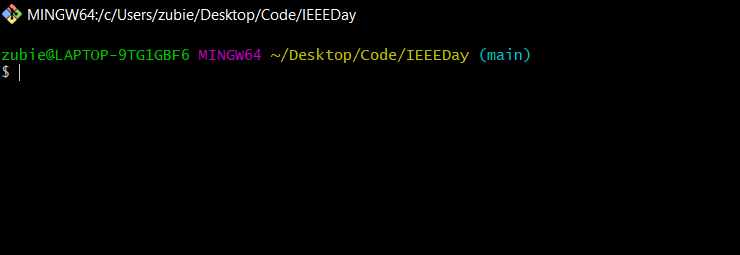 MINGW64:/c/Users/zubie/Desktop/Code/IEEEDay
zubie@LAPTOP-9TG1GBF6 MINGW64 ~/Desktop/Code/IEEEDay (main)
$